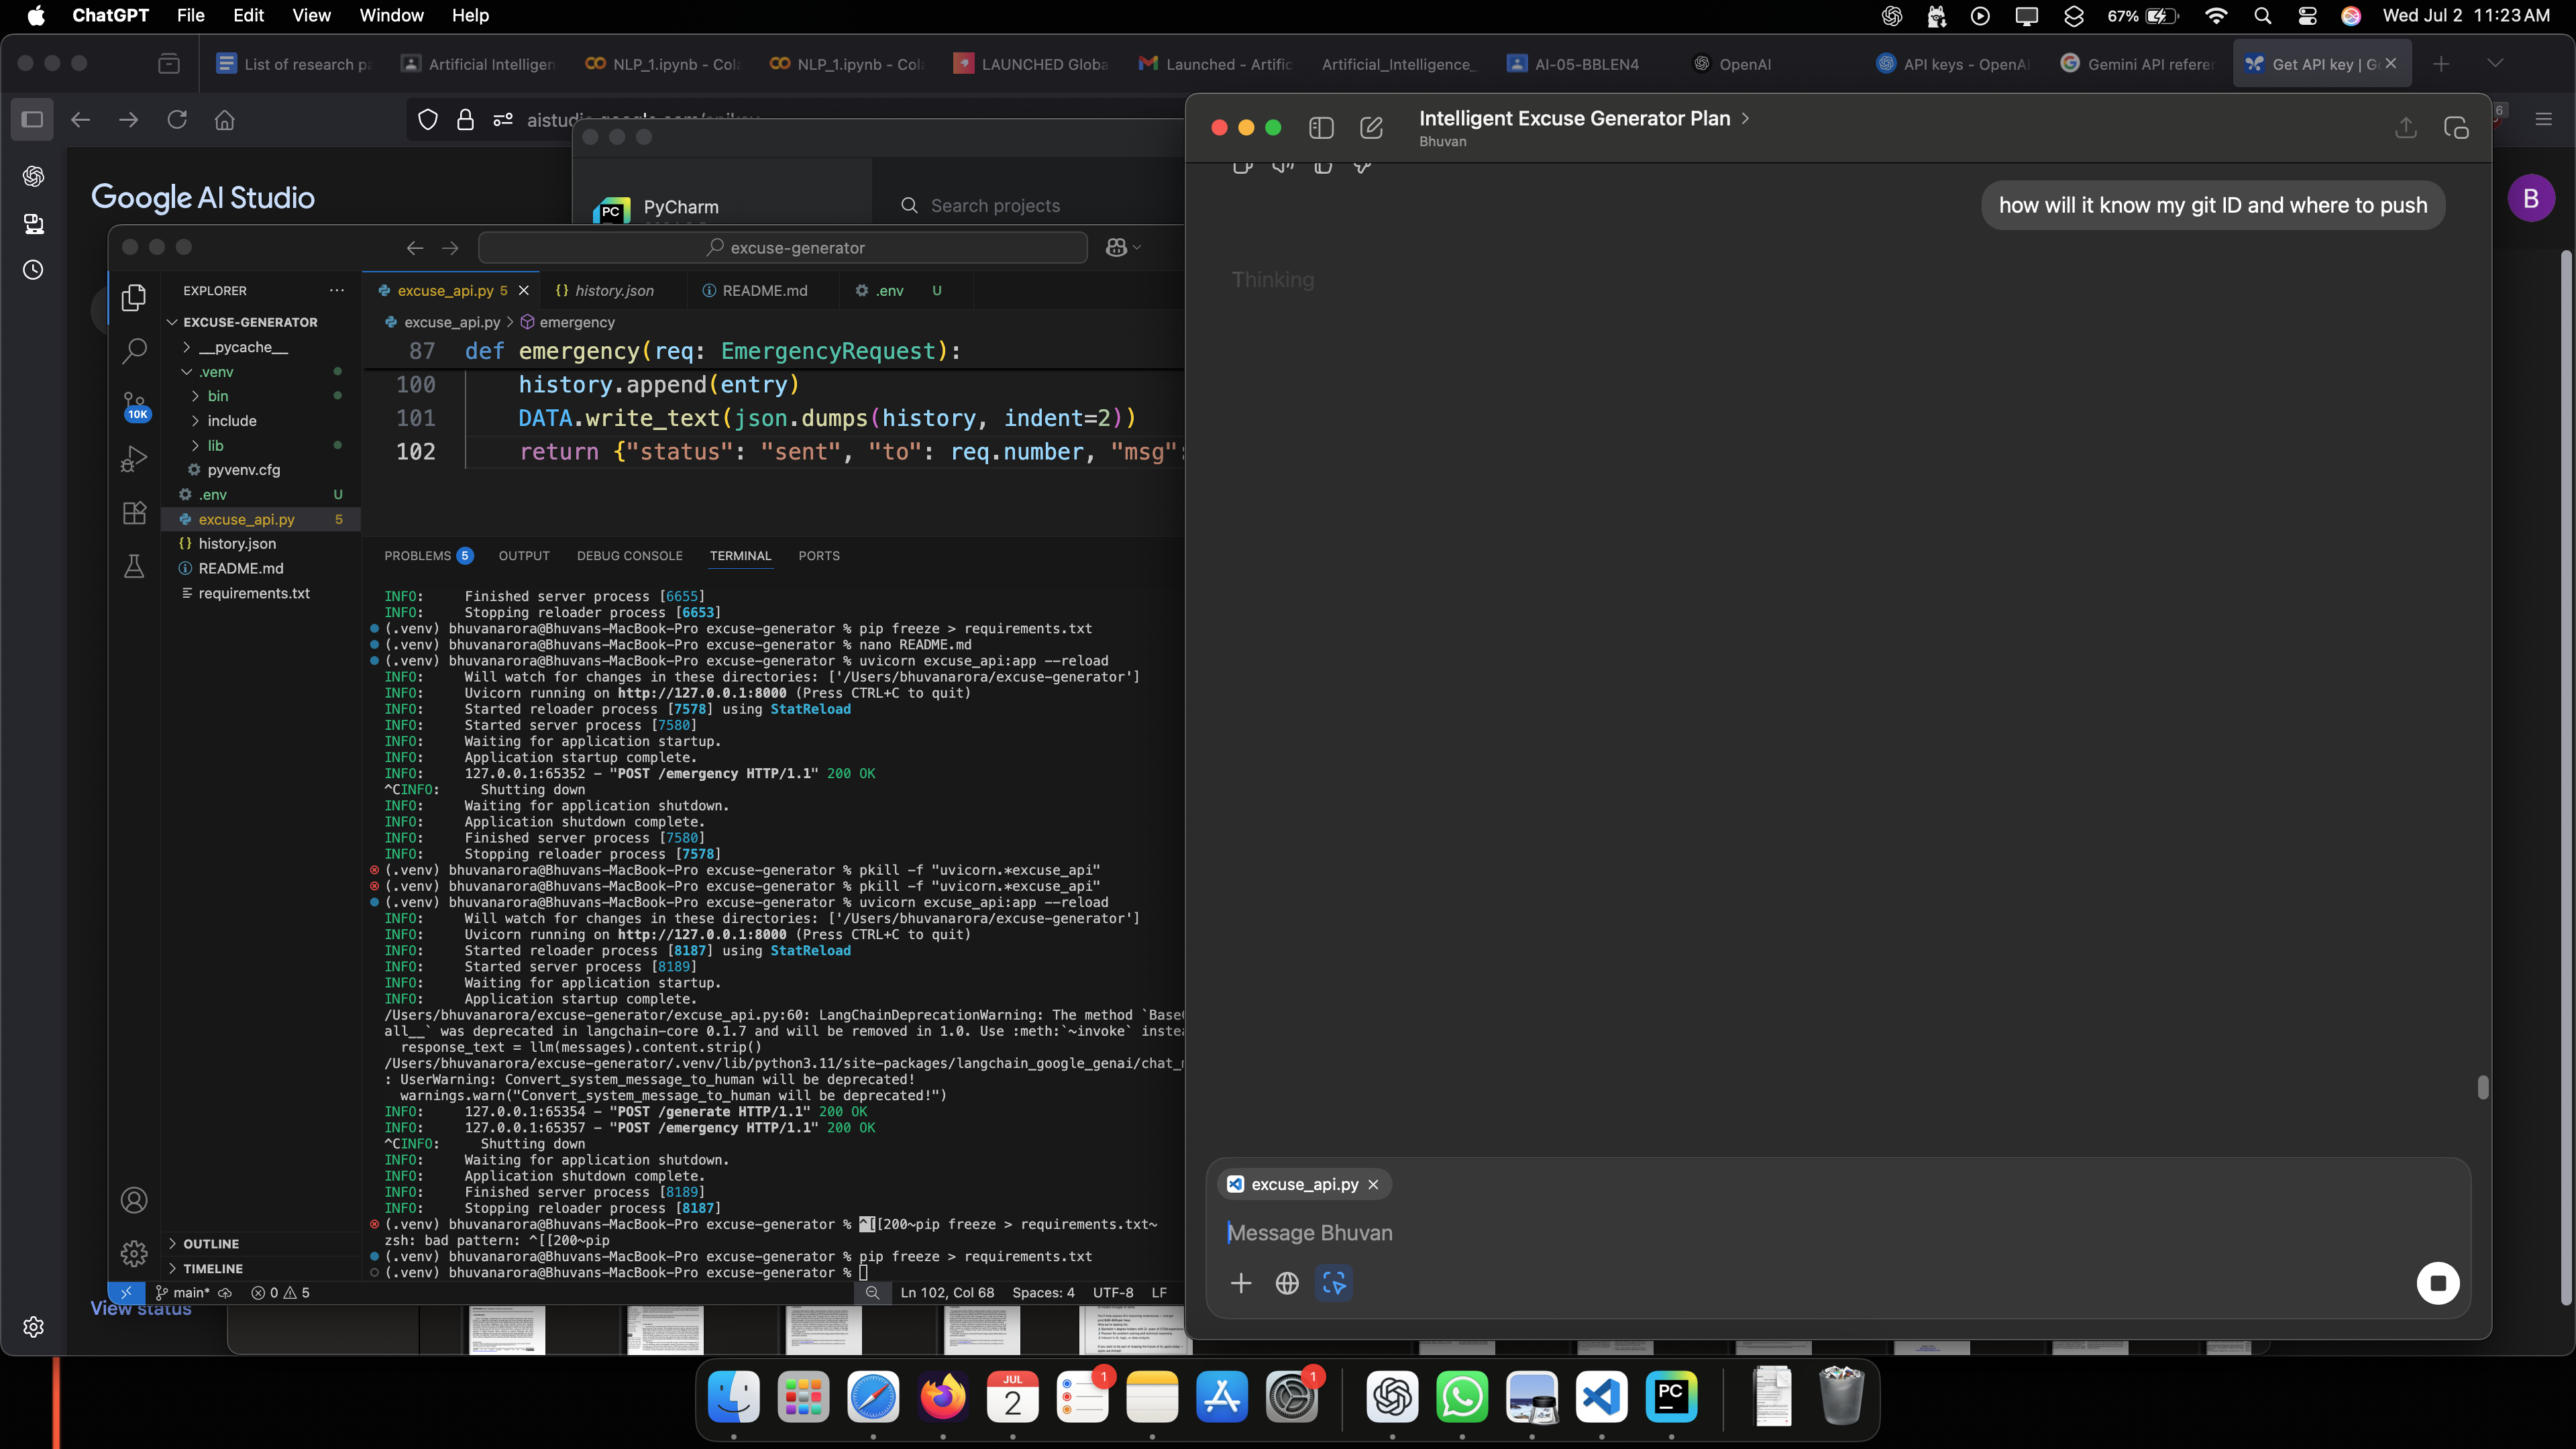 ChatGPT File Edit View Window Help
67% Wed Jul 2 11:23 AM
List of research pa
Artificial Intelligen
NLP_1.ipynb - Cola
NLP_1.ipynb - Cola
LAUNCHED Globa
Launched - Artific
Artificial_Intelligence_
AI-05-BBLEN4
OpenAI
API keys - OpenAI
Gemini API referen
Get API key | G
6
Google AI Studio
B
PyCharm
Search projects
excuse-generator
EXPLORER
EXCUSE-GENERATOR
__pycache__
.venv
bin
include
lib
pyvenv.cfg
.env U
excuse_api.py 5
history.json
README.md
requirements.txt
10K
OUTLINE
TIMELINE
excuse_api.py 5
history.json
README.md
.env U
excuse_api.py > emergency
87 def emergency(req: EmergencyRequest):
100 history.append(entry)
101 DATA.write_text(json.dumps(history, indent=2))
102 return {"status": "sent", "to": req.number, "msg":
PROBLEMS 5 OUTPUT DEBUG CONSOLE TERMINAL PORTS
INFO: Finished server process [6655]
INFO: Stopping reloader process [6653]
(.venv) bhuvanarora@Bhuvans-MacBook-Pro excuse-generator % pip freeze > requirements.txt
(.venv) bhuvanarora@Bhuvans-MacBook-Pro excuse-generator % nano README.md
(.venv) bhuvanarora@Bhuvans-MacBook-Pro excuse-generator % uvicorn excuse_api:app --reload
INFO: Will watch for changes in these directories: ['/Users/bhuvanarora/excuse-generator']
INFO: Uvicorn running on http://127.0.0.1:8000 (Press CTRL+C to quit)
INFO: Started reloader process [7578] using StatReload
INFO: Started server process [7580]
INFO: Waiting for application startup.
INFO: Application startup complete.
INFO: 127.0.0.1:65352 - "POST /emergency HTTP/1.1" 200 OK
^CINFO: Shutting down
INFO: Waiting for application shutdown.
INFO: Application shutdown complete.
INFO: Finished server process [7580]
INFO: Stopping reloader process [7578]
(.venv) bhuvanarora@Bhuvans-MacBook-Pro excuse-generator % pkill -f "uvicorn.*excuse_api"
(.venv) bhuvanarora@Bhuvans-MacBook-Pro excuse-generator % pkill -f "uvicorn.*excuse_api"
(.venv) bhuvanarora@Bhuvans-MacBook-Pro excuse-generator % uvicorn excuse_api:app --reload
INFO: Will watch for changes in these directories: ['/Users/bhuvanarora/excuse-generator']
INFO: Uvicorn running on http://127.0.0.1:8000 (Press CTRL+C to quit)
INFO: Started reloader process [8187] using StatReload
INFO: Started server process [8189]
INFO: Waiting for application startup.
INFO: Application startup complete.
/Users/bhuvanarora/excuse-generator/excuse_api.py:60: LangChainDeprecationWarning: The method `BaseC
all__` was deprecated in langchain-core 0.1.7 and will be removed in 1.0. Use :meth:`~invoke` instea
response_text = llm(messages).content.strip()
/Users/bhuvanarora/excuse-generator/.venv/lib/python3.11/site-packages/langchain_google_genai/chat_m
: UserWarning: Convert_system_message_to_human will be deprecated!
warnings.warn("Convert_system_message_to_human will be deprecated!")
INFO: 127.0.0.1:65354 - "POST /generate HTTP/1.1" 200 OK
INFO: 127.0.0.1:65357 - "POST /emergency HTTP/1.1" 200 OK
^CINFO: Shutting down
INFO: Waiting for application shutdown.
INFO: Application shutdown complete.
INFO: Finished server process [8189]
INFO: Stopping reloader process [8187]
(.venv) bhuvanarora@Bhuvans-MacBook-Pro excuse-generator % ^[[200~pip freeze > requirements.txt~
zsh: bad pattern: ^[[200~pip
(.venv) bhuvanarora@Bhuvans-MacBook-Pro excuse-generator % pip freeze > requirements.txt
(.venv) bhuvanarora@Bhuvans-MacBook-Pro excuse-generator %
main* 0 5 Ln 102, Col 68 Spaces: 4 UTF-8 LF
View status
Intelligent Excuse Generator Plan
Bhuvan
how will it know my git ID and where to push
Thinking
excuse_api.py
Message Bhuvan
JUL
2
1
1
PC